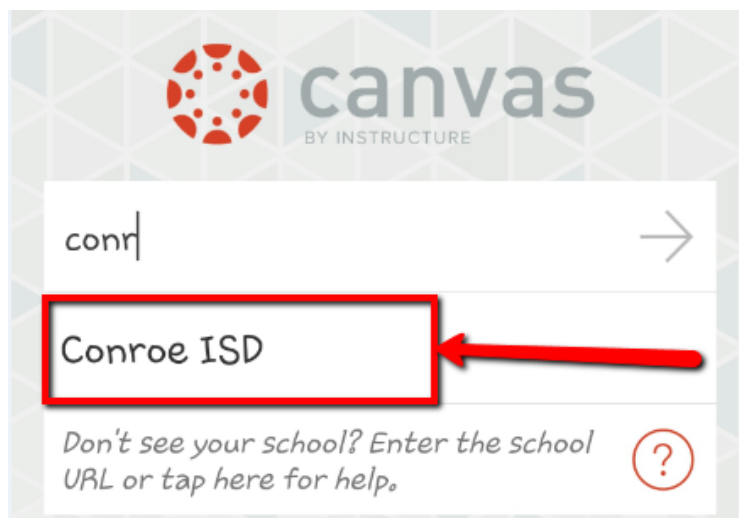 canvas
BY INSTRUCTURE
conr
Conroe ISD
Don't see your school? Enter the school
URL or tap here for help.
?